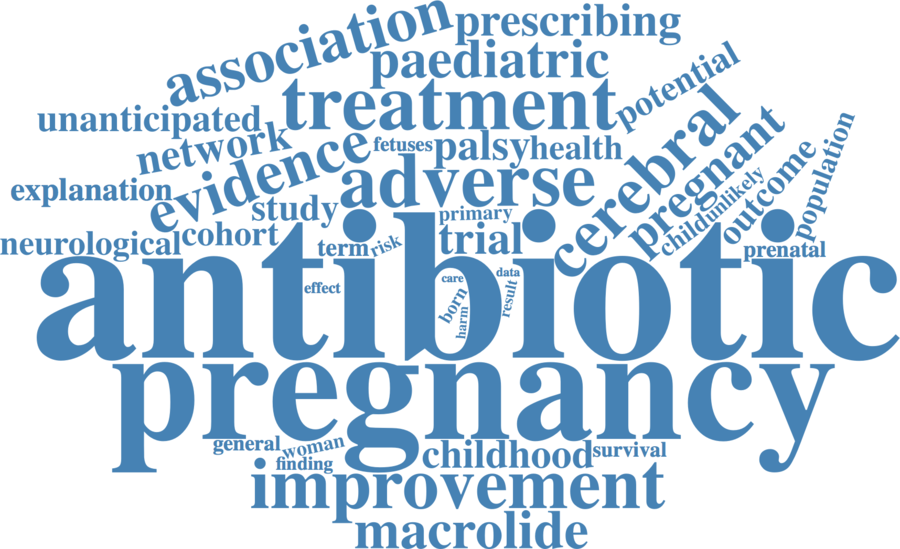 association
prescribing
paediatric
treatment
potential
unanticipated
network
fetuses
palsy
health
cerebral
pregnant
population
explanation
evidence
adverse
childhood
study
primary
child
unlikely
outcome
neurological
cohort
term
risk
trial
prenatal
antibiotic
effect
care
data
born
harm
result
pregnancy
general
woman
finding
survival
improvement
macrolide